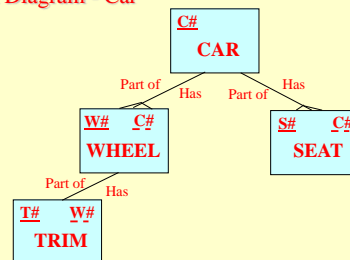 Diagram - Car
C#
CAR
Part of Has Part of Has
W# C#
WHEEL
S# C#
SEAT
Part of Has
T# W#
TRIM